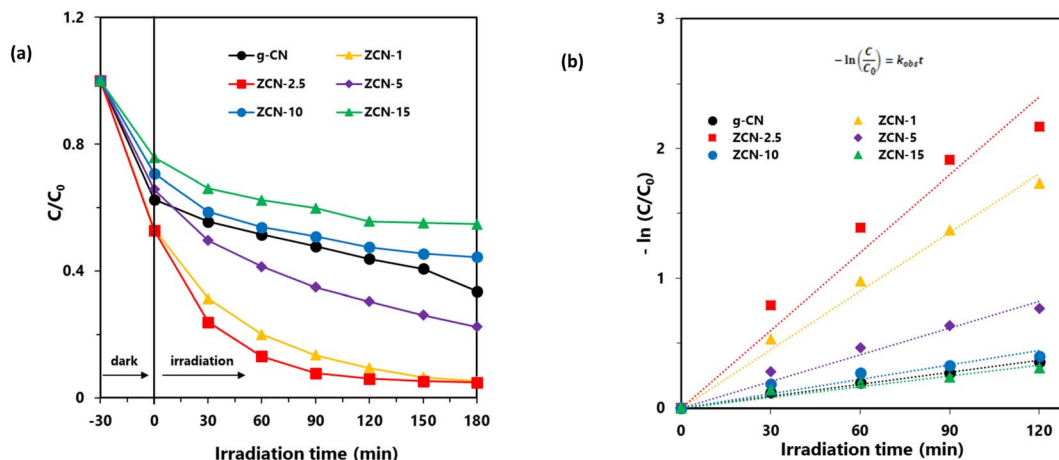 (a)
1.2
0.8
0.4
0
C/C0
g-CN
ZCN-1
ZCN-2.5
ZCN-5
ZCN-10
ZCN-15
dark
irradiation
-30 0 30 60 90 120 150 180
Irradiation time (min)
(b)
-ln(C/C0) = kobst
g-CN
ZCN-1
ZCN-2.5
ZCN-5
ZCN-10
ZCN-15
3
2
1
0
- ln (C/C0)
0 30 60 90 120
Irradiation time (min)